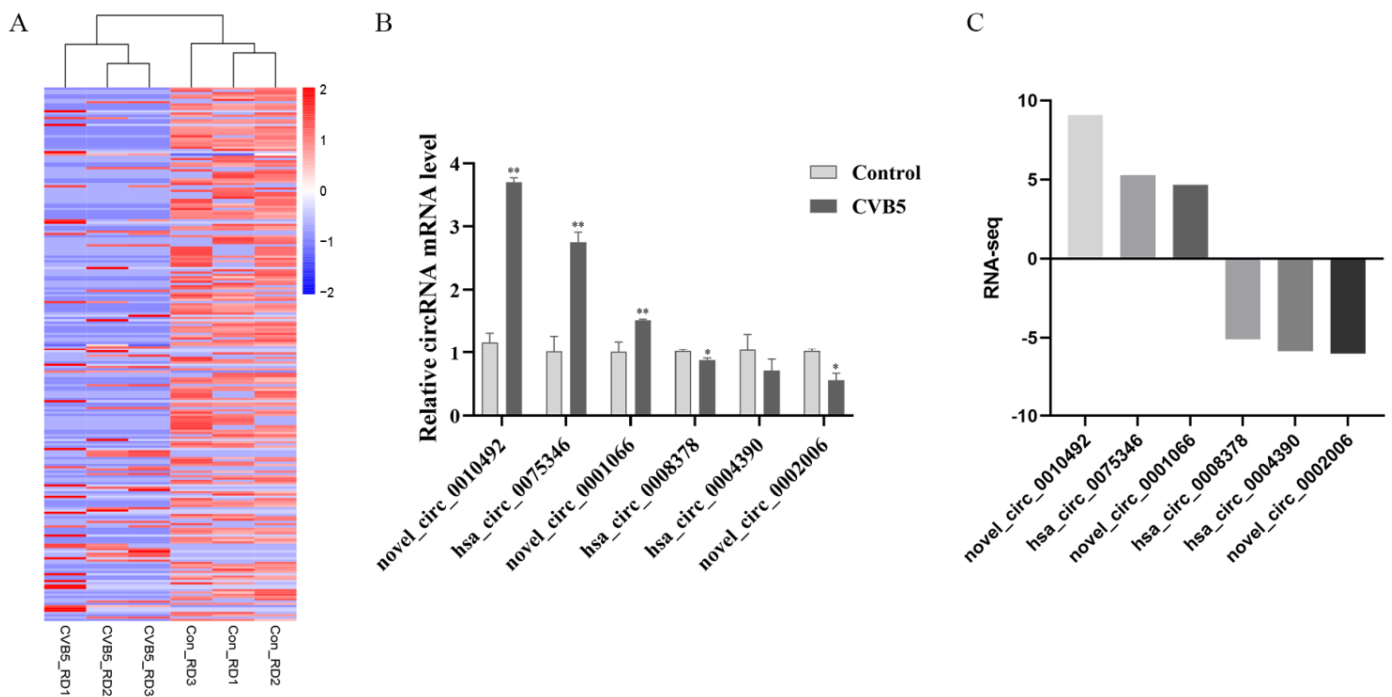 A
B
C
2
1
0
−1
−2
CVB5_RD1
CVB5_RD2
CVB5_RD3
Con_RD3
Con_RD1
Con_RD2
Relative circRNA mRNA level
4
3
2
1
0
**
**
**
*
*
Control
CVB5
novel_circ_0010492
hsa_circ_0075346
novel_circ_0001066
hsa_circ_0008378
hsa_circ_0004390
novel_circ_0002006
RNA-seq
10
5
0
-5
-10
novel_circ_0010492
hsa_circ_0075346
novel_circ_0001066
hsa_circ_0008378
hsa_circ_0004390
novel_circ_0002006